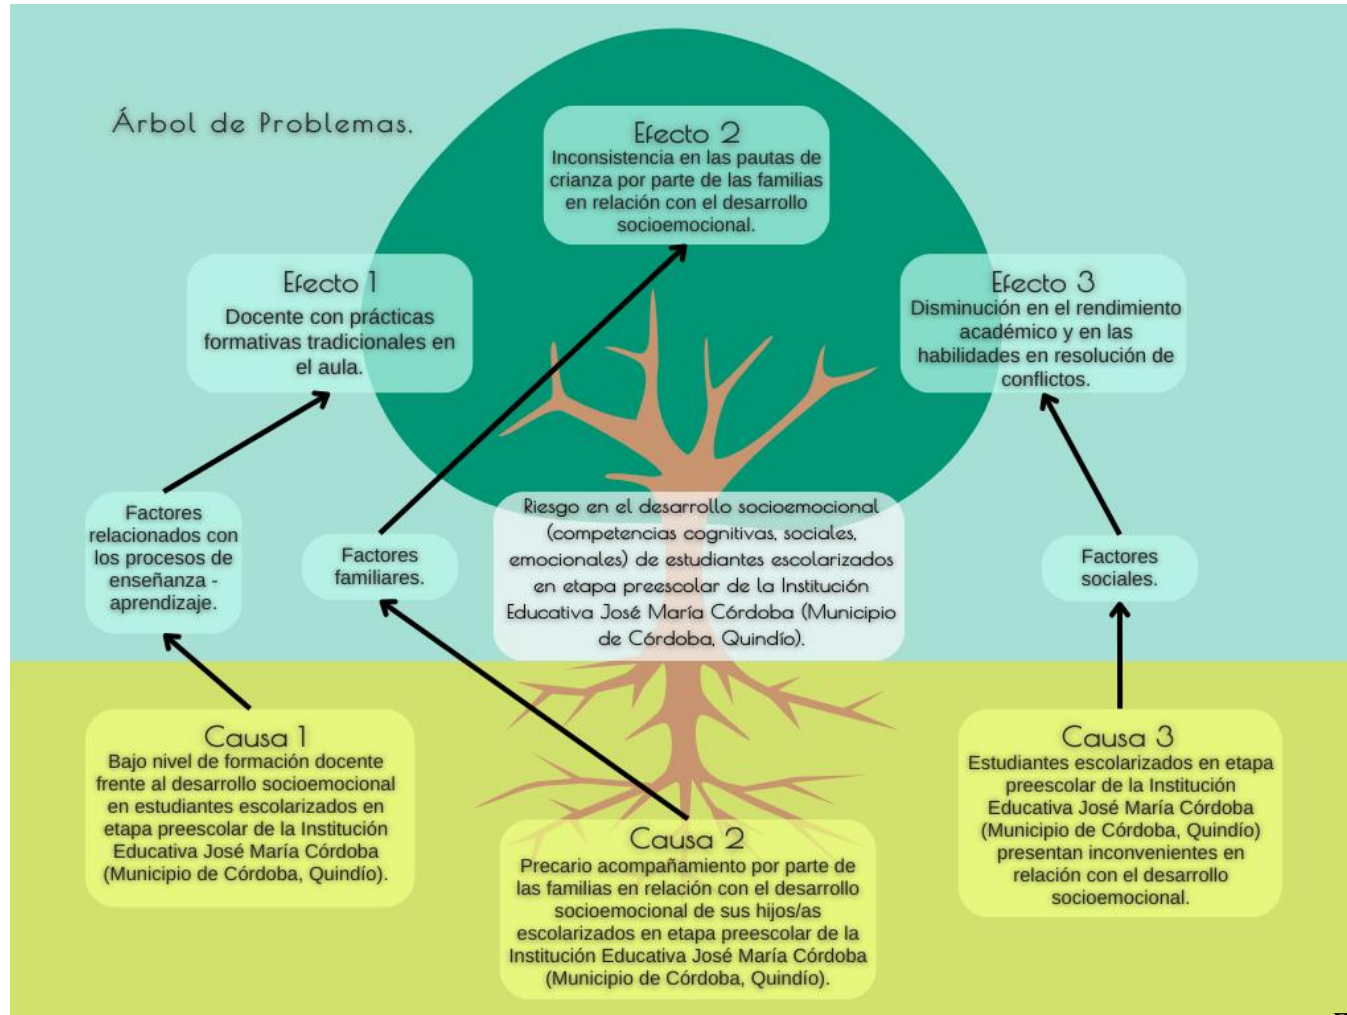 Árbol de Problemas.
Efecto 2
Inconsistencia en las pautas de
crianza por parte de las familias
en relación con el desarrollo
socioemocional.
Efecto 1
Docente con prácticas
formativas tradicionales en
el aula.
Efecto 3
Disminución en el rendimiento
académico y en las
habilidades en resolución de
conflictos.
Factores
relacionados con
los procesos de
enseñanza -
aprendizaje.
Factores
familiares.
Riesgo en el desarrollo socioemocional
(competencias cognitivas, sociales,
emocionales) de estudiantes escolarizados
en etapa preescolar de la Institución
Educativa José María Córdoba (Municipio
de Córdoba, Quindío).
Factores
sociales.
Causa 1
Bajo nivel de formación docente
frente al desarrollo socioemocional
en estudiantes escolarizados en
etapa preescolar de la Institución
Educativa José María Córdoba
(Municipio de Córdoba, Quindío).
Causa 2
Precario acompañamiento por parte de
las familias en relación con el desarrollo
socioemocional de sus hijos/as
escolarizados en etapa preescolar de la
Institución Educativa José María Córdoba
(Municipio de Córdoba, Quindío).
Causa 3
Estudiantes escolarizados en etapa
preescolar de la Institución
Educativa José María Córdoba
(Municipio de Córdoba, Quindío)
presentan inconvenientes en
relación con el desarrollo
socioemocional.